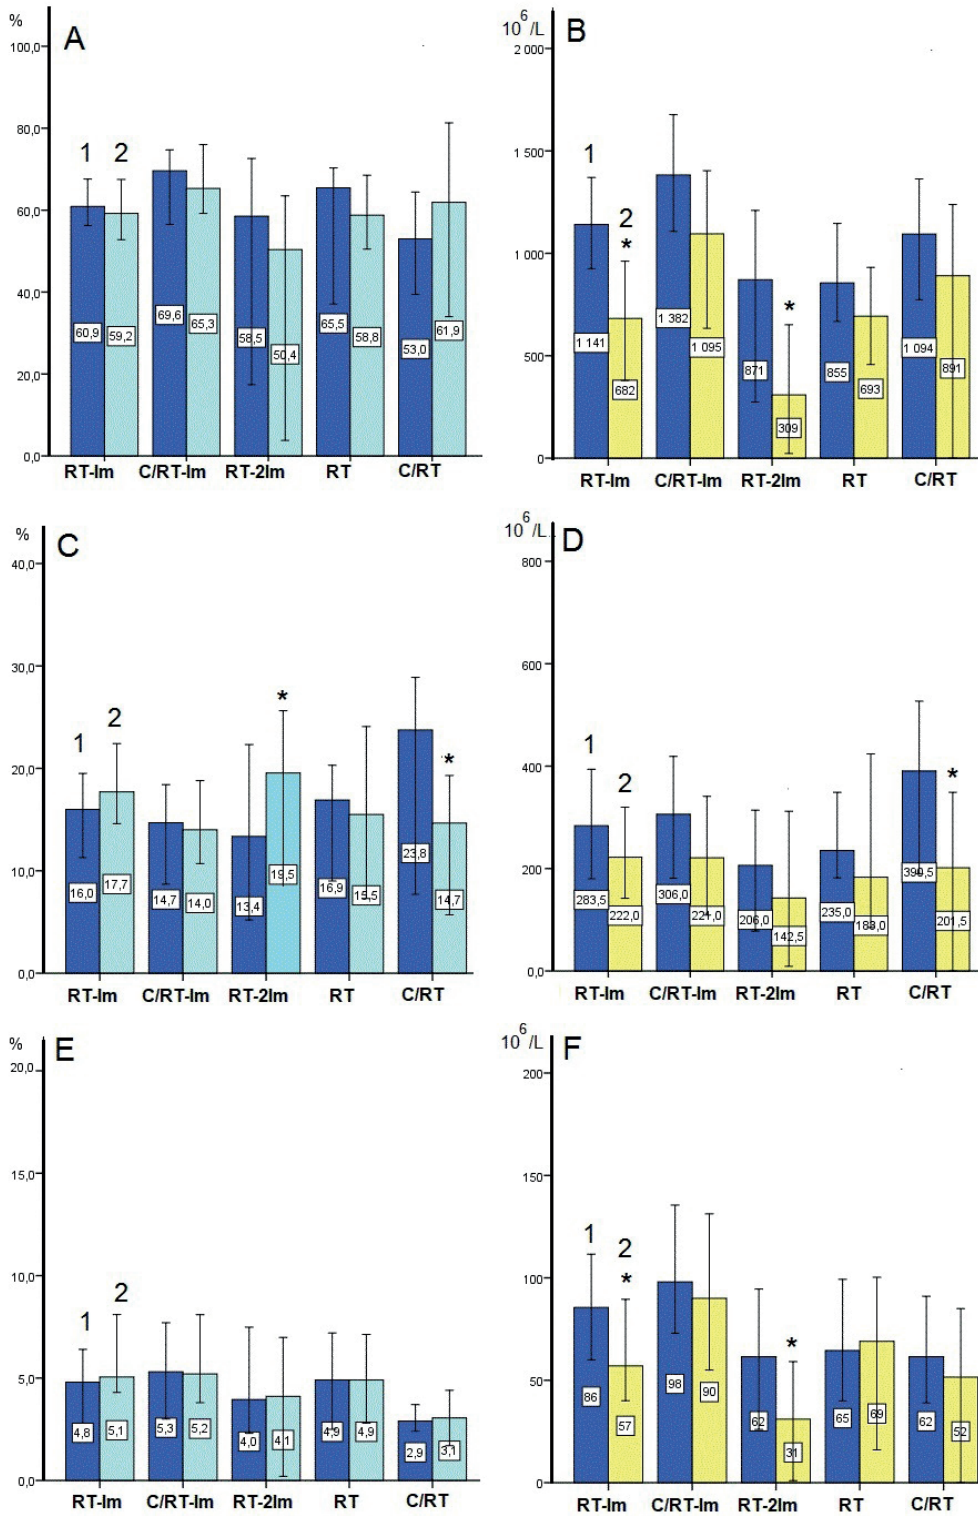 %
A
100,0
80,0
60,0
40,0
20,0
0,0
1 2
60,9 59,2 69,6 65,3 58,5 50,4 65,5 58,8 53,0 61,9
RT-Im C/RT-Im RT-2Im RT C/RT
10⁶/L
B
2 000
1 500
1 000
500
0
1
2
*
*
1 141 682 1 382 1 095 871 309 855 693 1 094 891
RT-Im C/RT-Im RT-2Im RT C/RT
%
C
40,0
30,0
20,0
10,0
0,0
1 2
*
*
16,0 17,7 14,7 14,0 13,4 19,5 16,9 15,5 23,8 14,7
RT-Im C/RT-Im RT-2Im RT C/RT
10⁶/L
D
800
600
400
200
0,0
1
2
*
283,5 222,0 306,0 221,0 206,0 142,5 235,0 183,0 390,5 201,5
RT-Im C/RT-Im RT-2Im RT C/RT
%
E
20,0
15,0
10,0
5,0
0,0
1 2
4,8 5,1 5,3 5,2 4,0 4,1 4,9 4,9 2,9 3,1
RT-Im C/RT-Im RT-2Im RT C/RT
10⁶/L
F
200
150
100
50
0
1
2
*
*
86 57 98 90 62 31 65 69 62 52
RT-Im C/RT-Im RT-2Im RT C/RT